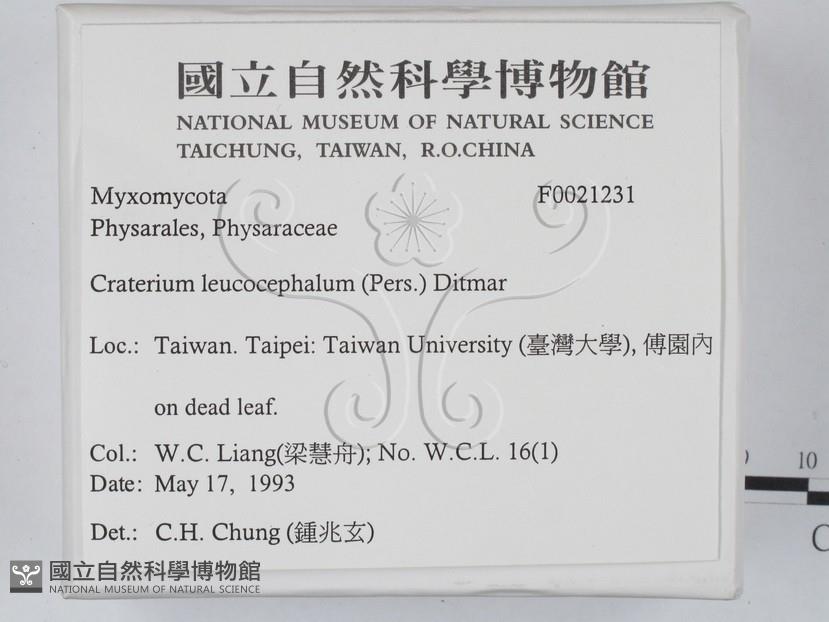 國立自然科學博物館
NATIONAL MUSEUM OF NATURAL SCIENCE
TAICHUNG, TAIWAN, R.O.CHINA
Myxomycota F0021231
Physarales, Physaraceae
Craterium leucocephalum (Pers.) Ditmar
Loc.: Taiwan. Taipei: Taiwan University (臺灣大學), 傅園內
on dead leaf.
Col.: W.C. Liang(梁慧舟); No. W.C.L. 16(1)
Date: May 17, 1993
10
Det.: C.H. Chung (鍾兆玄)
國立自然科學博物館
NATIONAL MUSEUM OF NATURAL SCIENCE